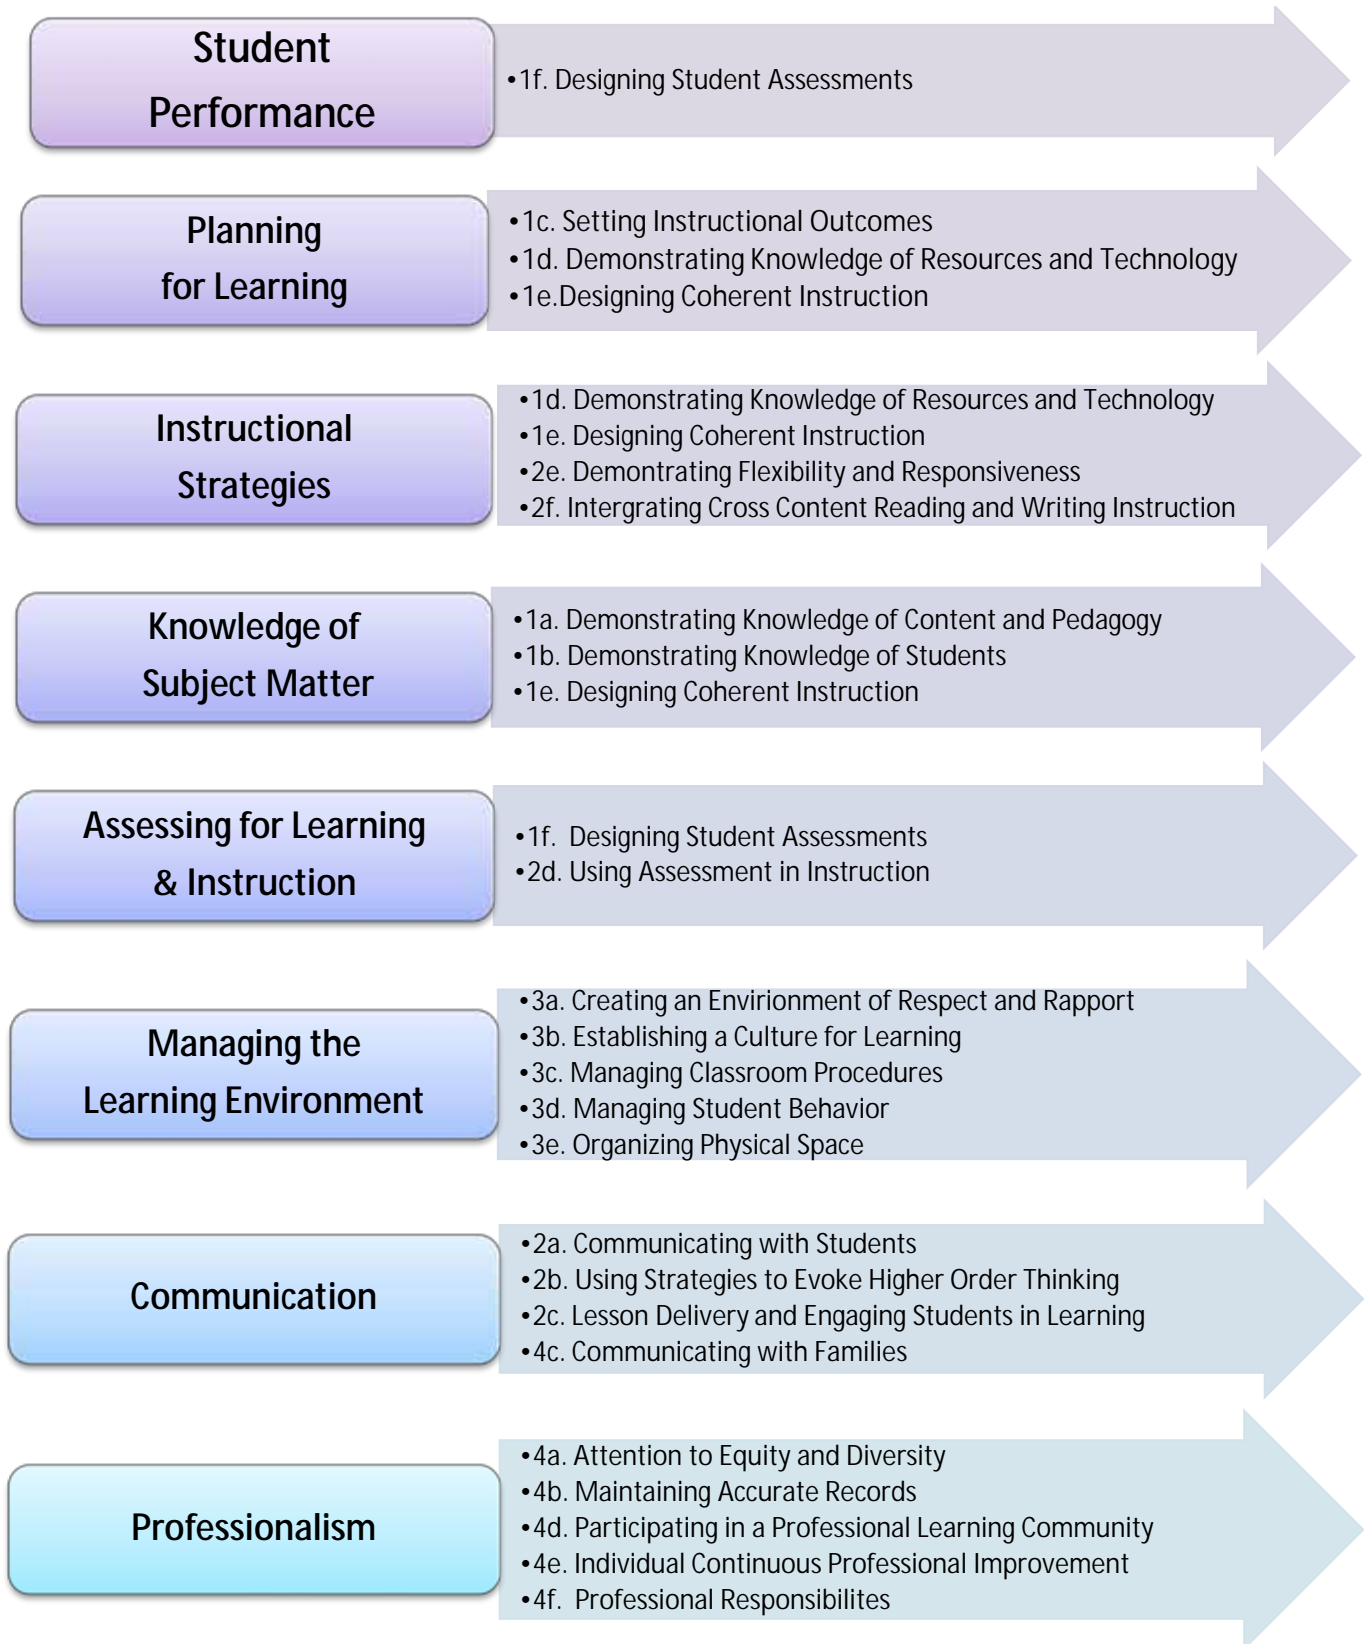 Student
Performance
•1f. Designing Student Assessments
Planning
for Learning
•1c. Setting Instructional Outcomes
•1d. Demonstrating Knowledge of Resources and Technology
•1e.Designing Coherent Instruction
Instructional
Strategies
•1d. Demonstrating Knowledge of Resources and Technology
•1e. Designing Coherent Instruction
•2e. Demontrating Flexibility and Responsiveness
•2f. Intergrating Cross Content Reading and Writing Instruction
Knowledge of
Subject Matter
•1a. Demonstrating Knowledge of Content and Pedagogy
•1b. Demonstrating Knowledge of Students
•1e. Designing Coherent Instruction
Assessing for Learning
& Instruction
•1f. Designing Student Assessments
•2d. Using Assessment in Instruction
Managing the
Learning Environment
•3a. Creating an Envirionment of Respect and Rapport
•3b. Establishing a Culture for Learning
•3c. Managing Classroom Procedures
•3d. Managing Student Behavior
•3e. Organizing Physical Space
Communication
•2a. Communicating with Students
•2b. Using Strategies to Evoke Higher Order Thinking
•2c. Lesson Delivery and Engaging Students in Learning
•4c. Communicating with Families
Professionalism
•4a. Attention to Equity and Diversity
•4b. Maintaining Accurate Records
•4d. Participating in a Professional Learning Community
•4e. Individual Continuous Professional Improvement
•4f. Professional Responsibilites